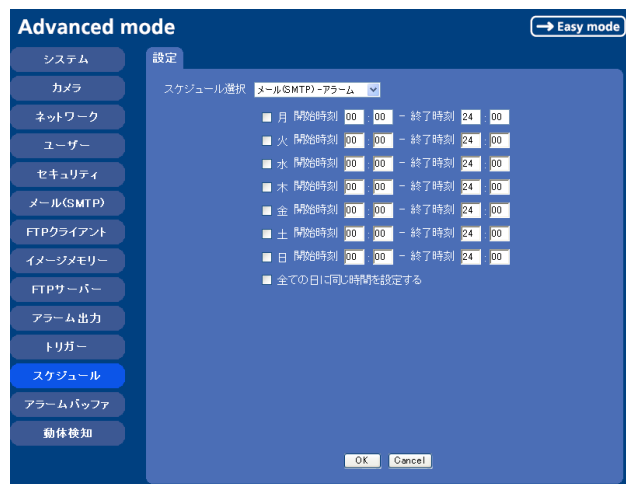 Advanced mode
→ Easy mode
システム
カメラ
ネットワーク
ユーザー
セキュリティ
メール(SMTP)
FTPクライアント
イメージメモリー
FTPサーバー
アラーム出力
トリガー
スケジュール
アラームバッファ
動体検知
設定
スケジュール選択 メール(SMTP)-アラーム
月 開始時刻 00 : 00 - 終了時刻 24 : 00
火 開始時刻 00 : 00 - 終了時刻 24 : 00
水 開始時刻 00 : 00 - 終了時刻 24 : 00
木 開始時刻 00 : 00 - 終了時刻 24 : 00
金 開始時刻 00 : 00 - 終了時刻 24 : 00
土 開始時刻 00 : 00 - 終了時刻 24 : 00
日 開始時刻 00 : 00 - 終了時刻 24 : 00
全ての日に同じ時間を設定する
OK Cancel